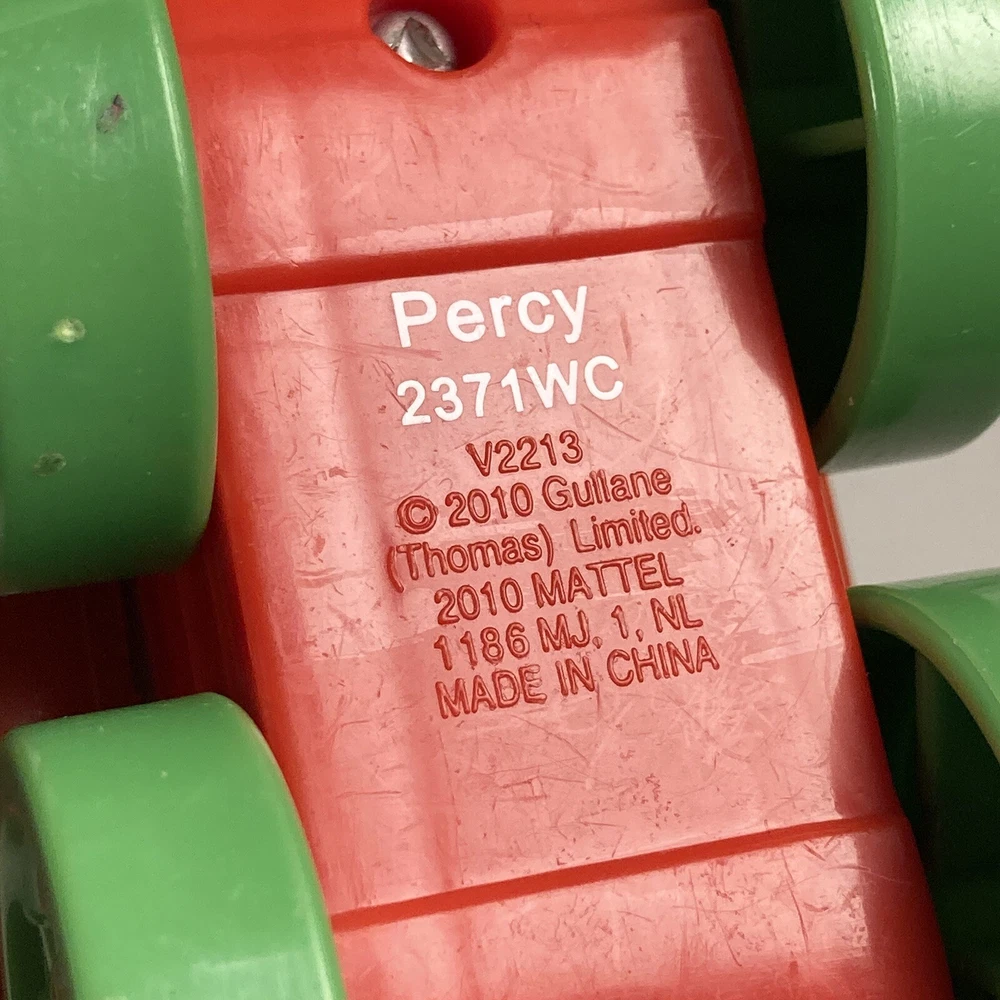 Percy
2371WC
V2213
© 2010 Gullane
(Thomas) Limited.
2010 MATTEL
1186 MJ, 1, NL
MADE IN CHINA